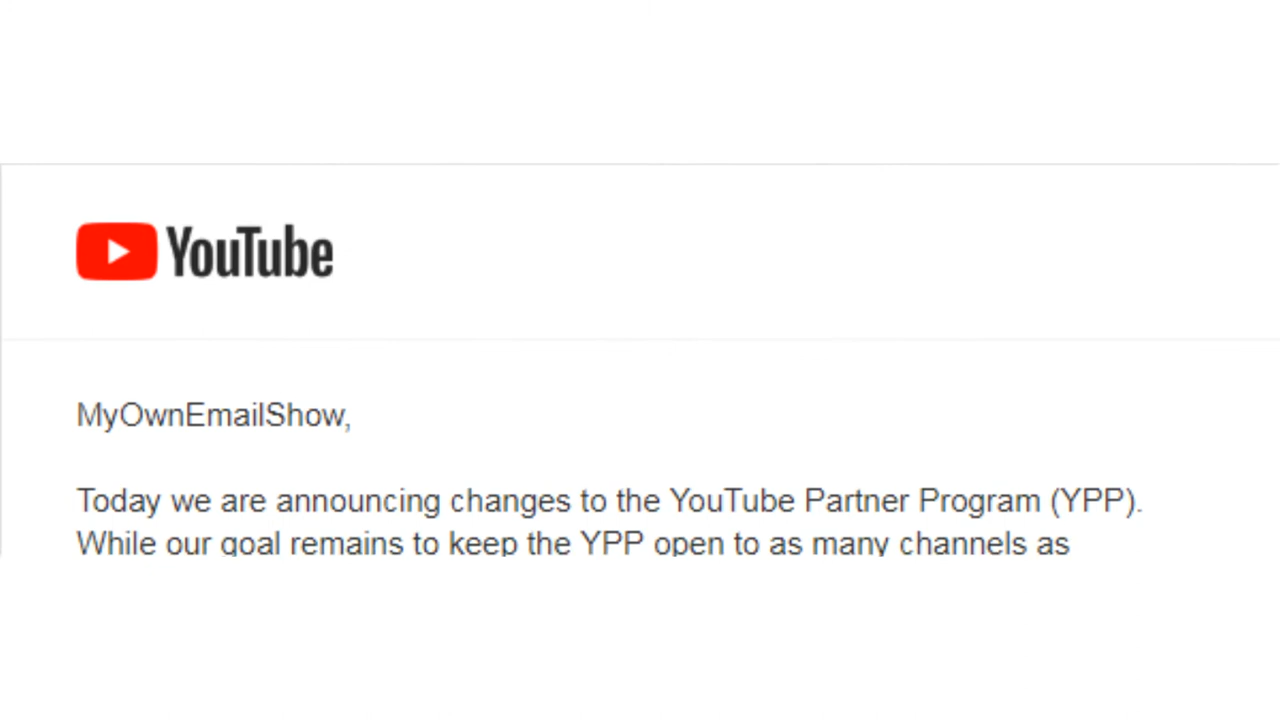 YouTube
MyOwnEmailShow,
Today we are announcing changes to the YouTube Partner Program (YPP).
While our goal remains to keep the YPP open to as many channels as